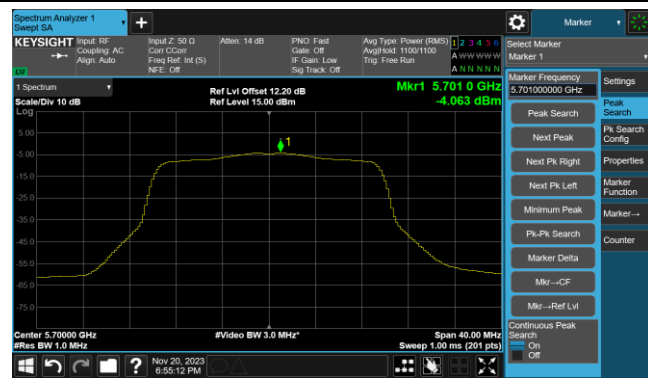 Spectrum Analyzer 1
Swept SA
Marker
KEYSIGHT
Input: RF
Coupling: AC
Align: Auto
Input Z: 50 Ω
Corr CCorr
Freq Ref: Int (S)
NFE: Off
Atten: 14 dB
PNO: Fast
Gate: Off
IF Gain: Low
Sig Track: Off
Avg Type: Power (RMS)
Avg|Hold: 1100/1100
Trig: Free Run
1 2 3 4 5 6
A W W W W W
A N N N N N
LV
Select Marker
Marker 1
1 Spectrum
Scale/Div 10 dB
Log
Ref Lvl Offset 12.20 dB
Ref Level 15.00 dBm
Mkr1 5.701 0 GHz
-4.063 dBm
1
5.00
-5.00
-15.0
-25.0
-35.0
-45.0
-55.0
-65.0
-75.0
Center 5.70000 GHz
#Res BW 1.0 MHz
#Video BW 3.0 MHz*
Span 40.00 MHz
Sweep 1.00 ms (201 pts)
Marker Frequency
5.701000000 GHz
Peak Search
Next Peak
Next Pk Right
Next Pk Left
Minimum Peak
Pk-Pk Search
Marker Delta
Mkr→CF
Mkr→Ref Lvl
Continuous Peak
Search
On
Off
Settings
Peak
Search
Pk Search
Config
Properties
Marker
Function
Marker→
Counter
Nov 20, 2023
6:55:12 PM